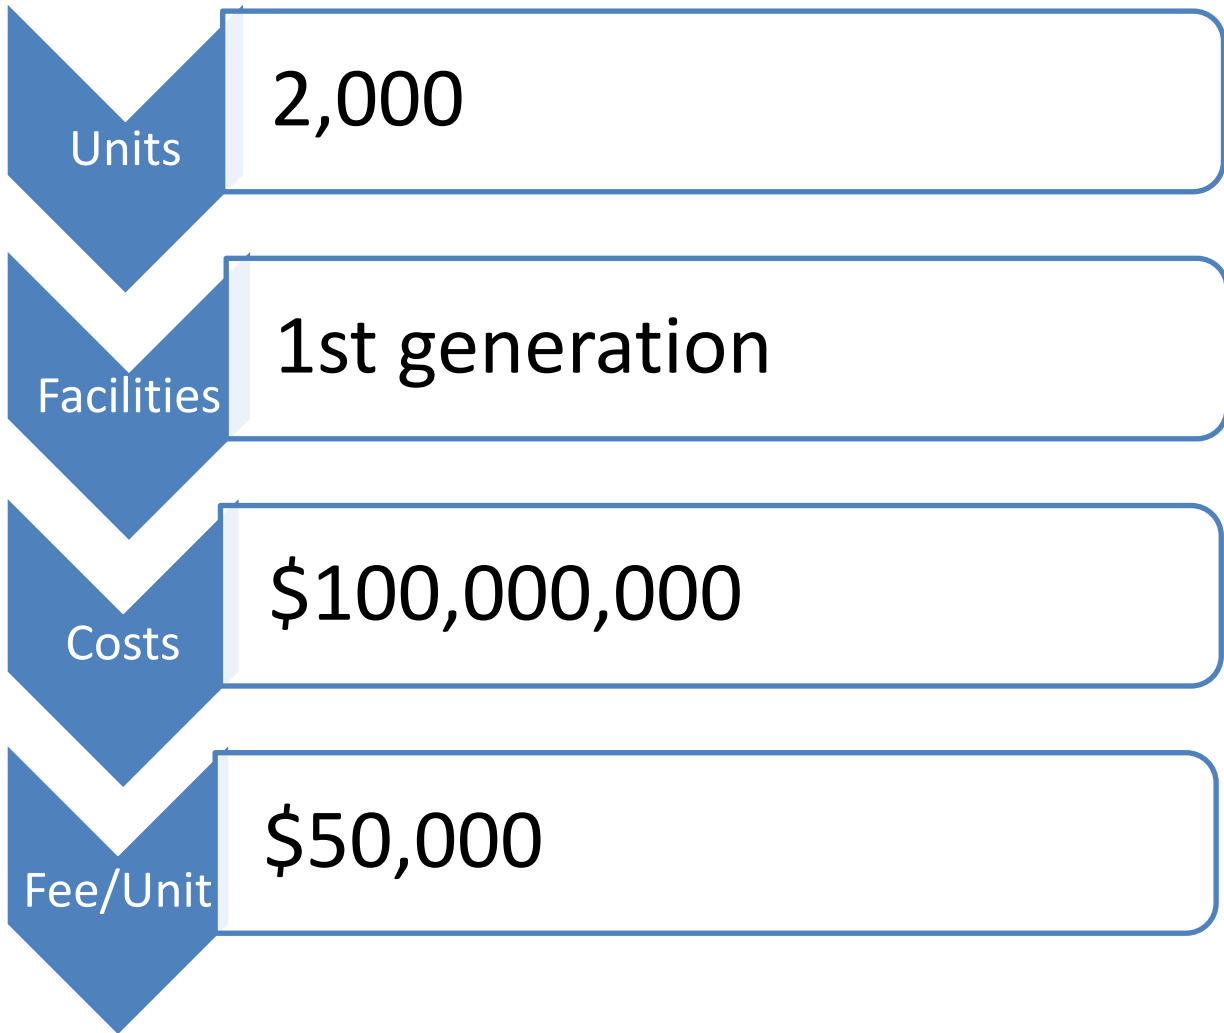 Units
2,000
Facilities
1st generation
Costs
$100,000,000
Fee/Unit
$50,000